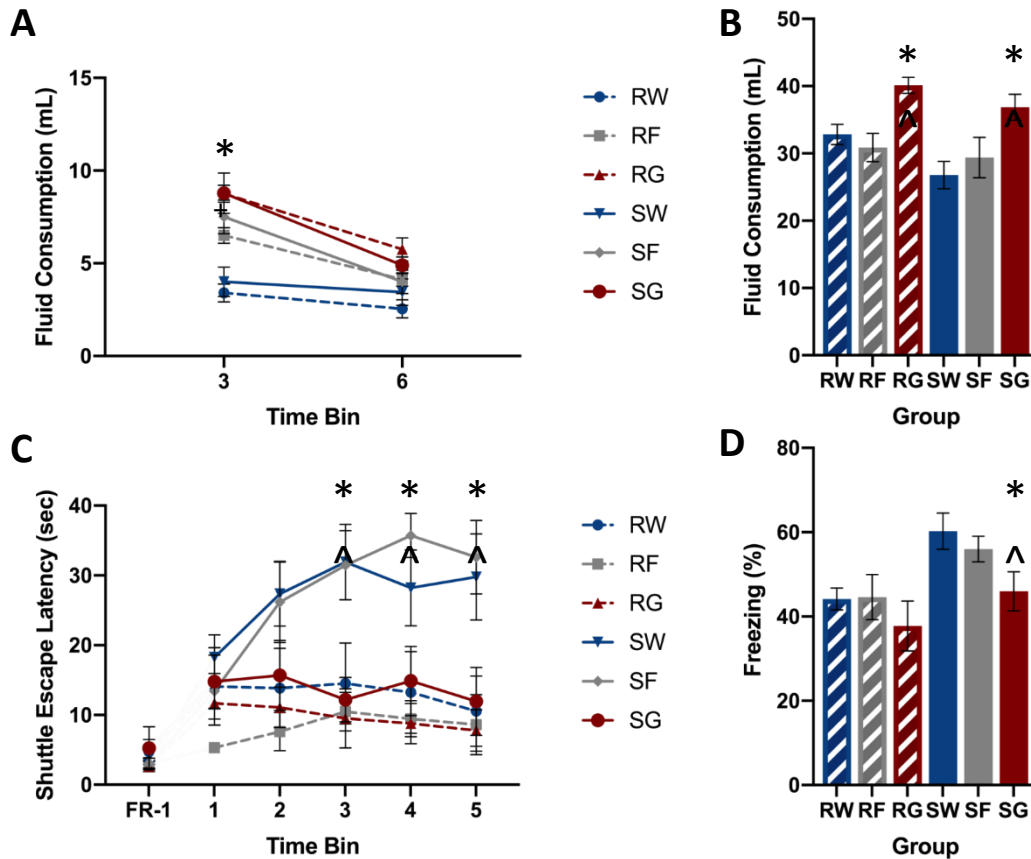 A
Fluid Consumption (mL)
15
10
5
0
*
+
3
6
Time Bin
RW
RF
RG
SW
SF
SG
B
Fluid Consumption (mL)
50
40
30
20
10
0
* *
^ ^
RW RF RG SW SF SG
Group
C
Shuttle Escape Latency (sec)
40
30
20
10
0
* * *
^ ^ ^
FR-1 1 2 3 4 5
Time Bin
RW
RF
RG
SW
SF
SG
D
Freezing (%)
80
60
40
20
0
*
^
RW RF RG SW SF SG
Group